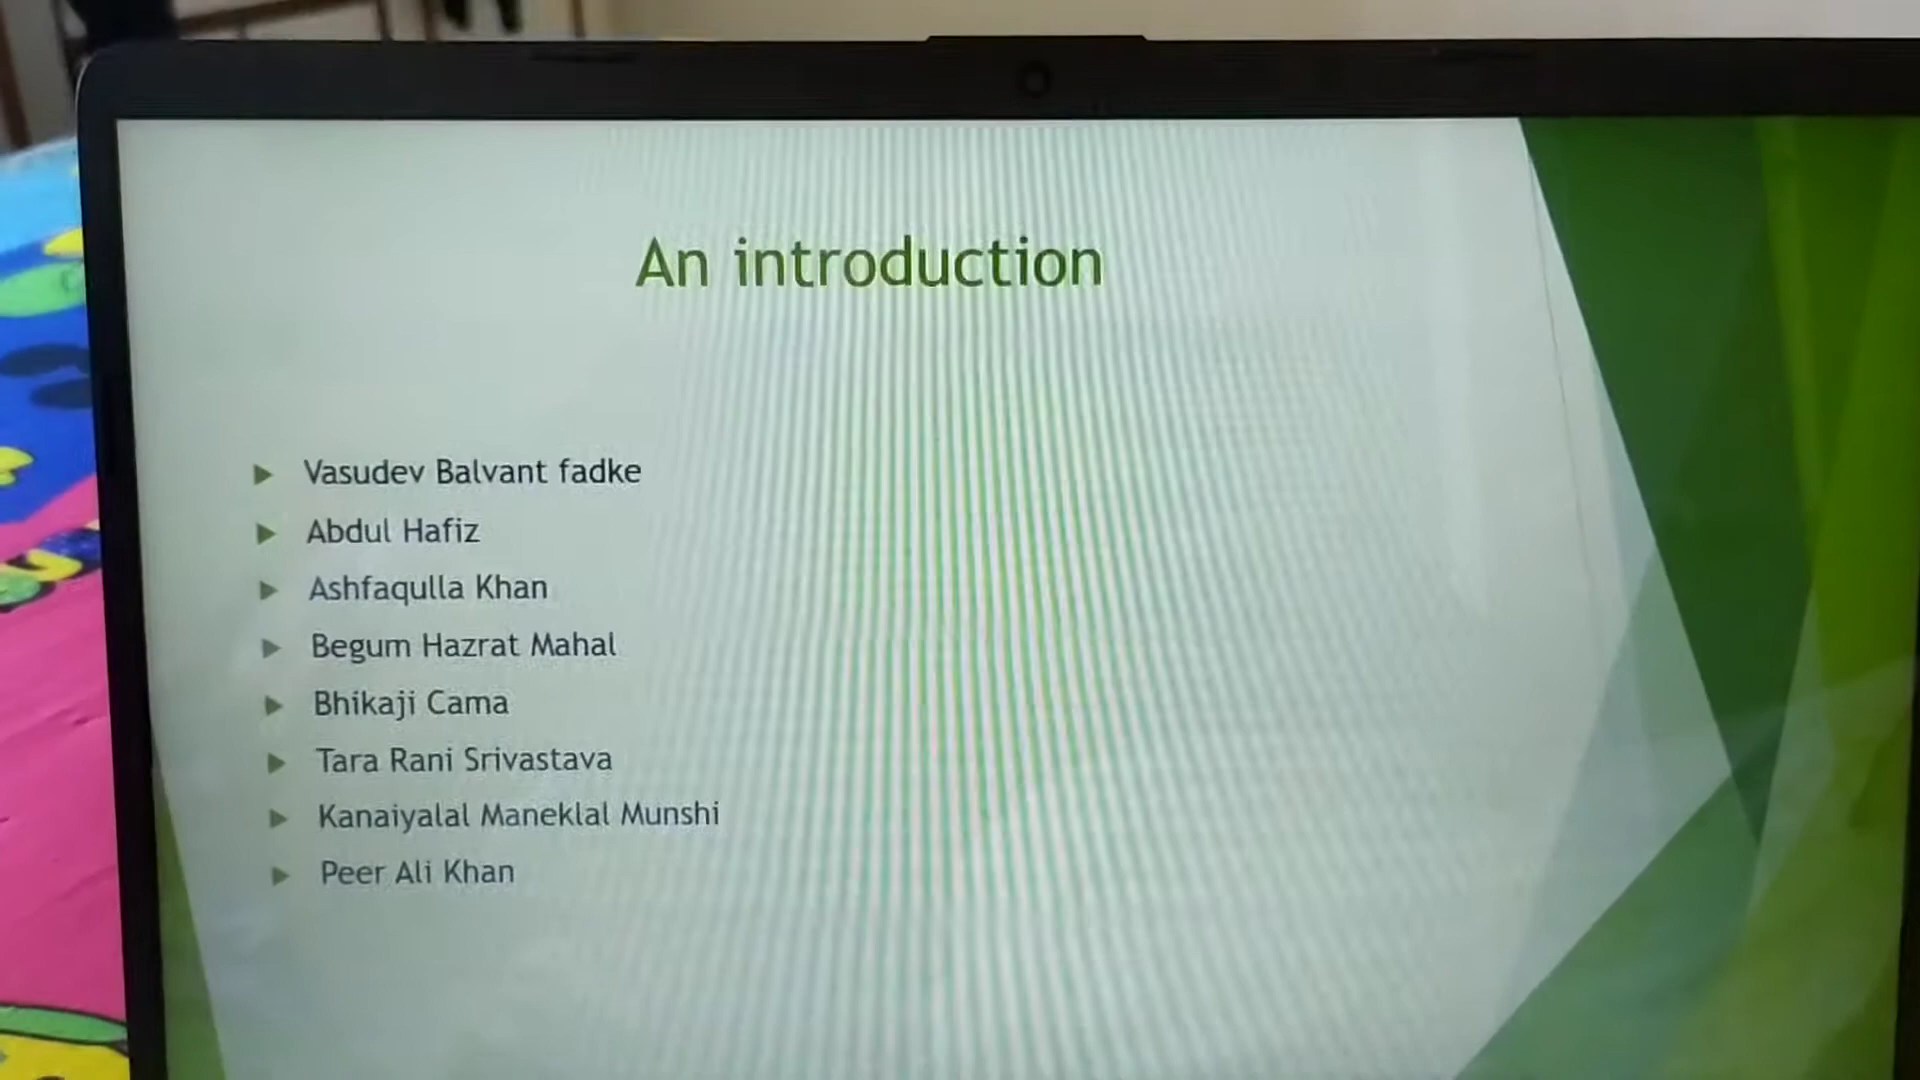 An introduction
Vasudev Balvant fadke
Abdul Hafiz
Ashfaqulla Khan
Begum Hazrat Mahal
Bhikaji Cama
Tara Rani Srivastava
Kanaiyalal Maneklal Munshi
Peer Ali Khan